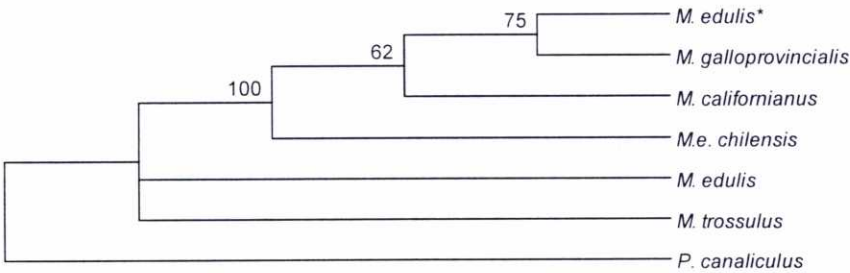 75
M. edulis*
M. galloprovincialis
62
M. californianus
100
M.e. chilensis
M. edulis
M. trossulus
P. canaliculus